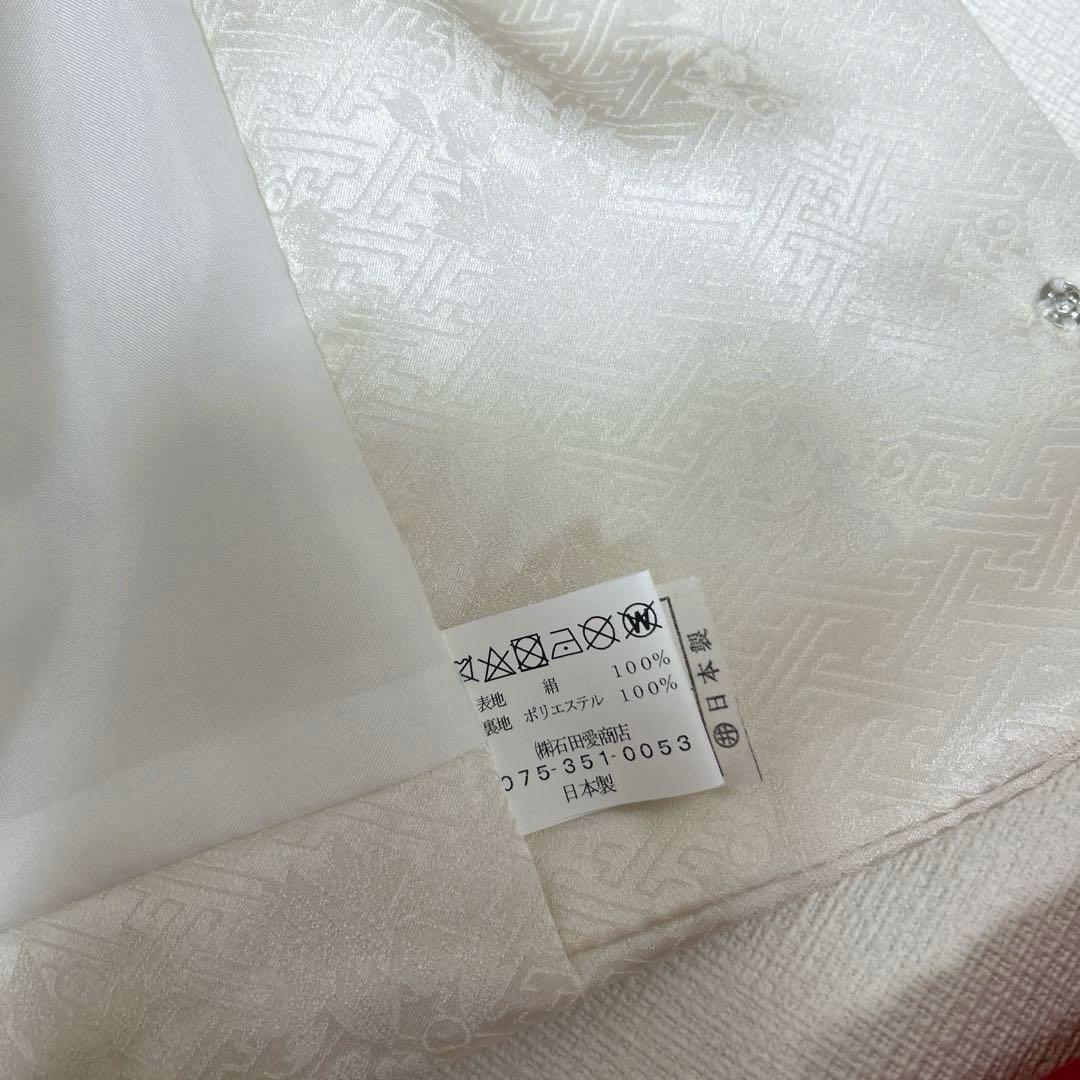 W
表地 絹 100%
裏地 ポリエステル 100%
㈱石田愛商店
075-351-0053
日本製
日本製